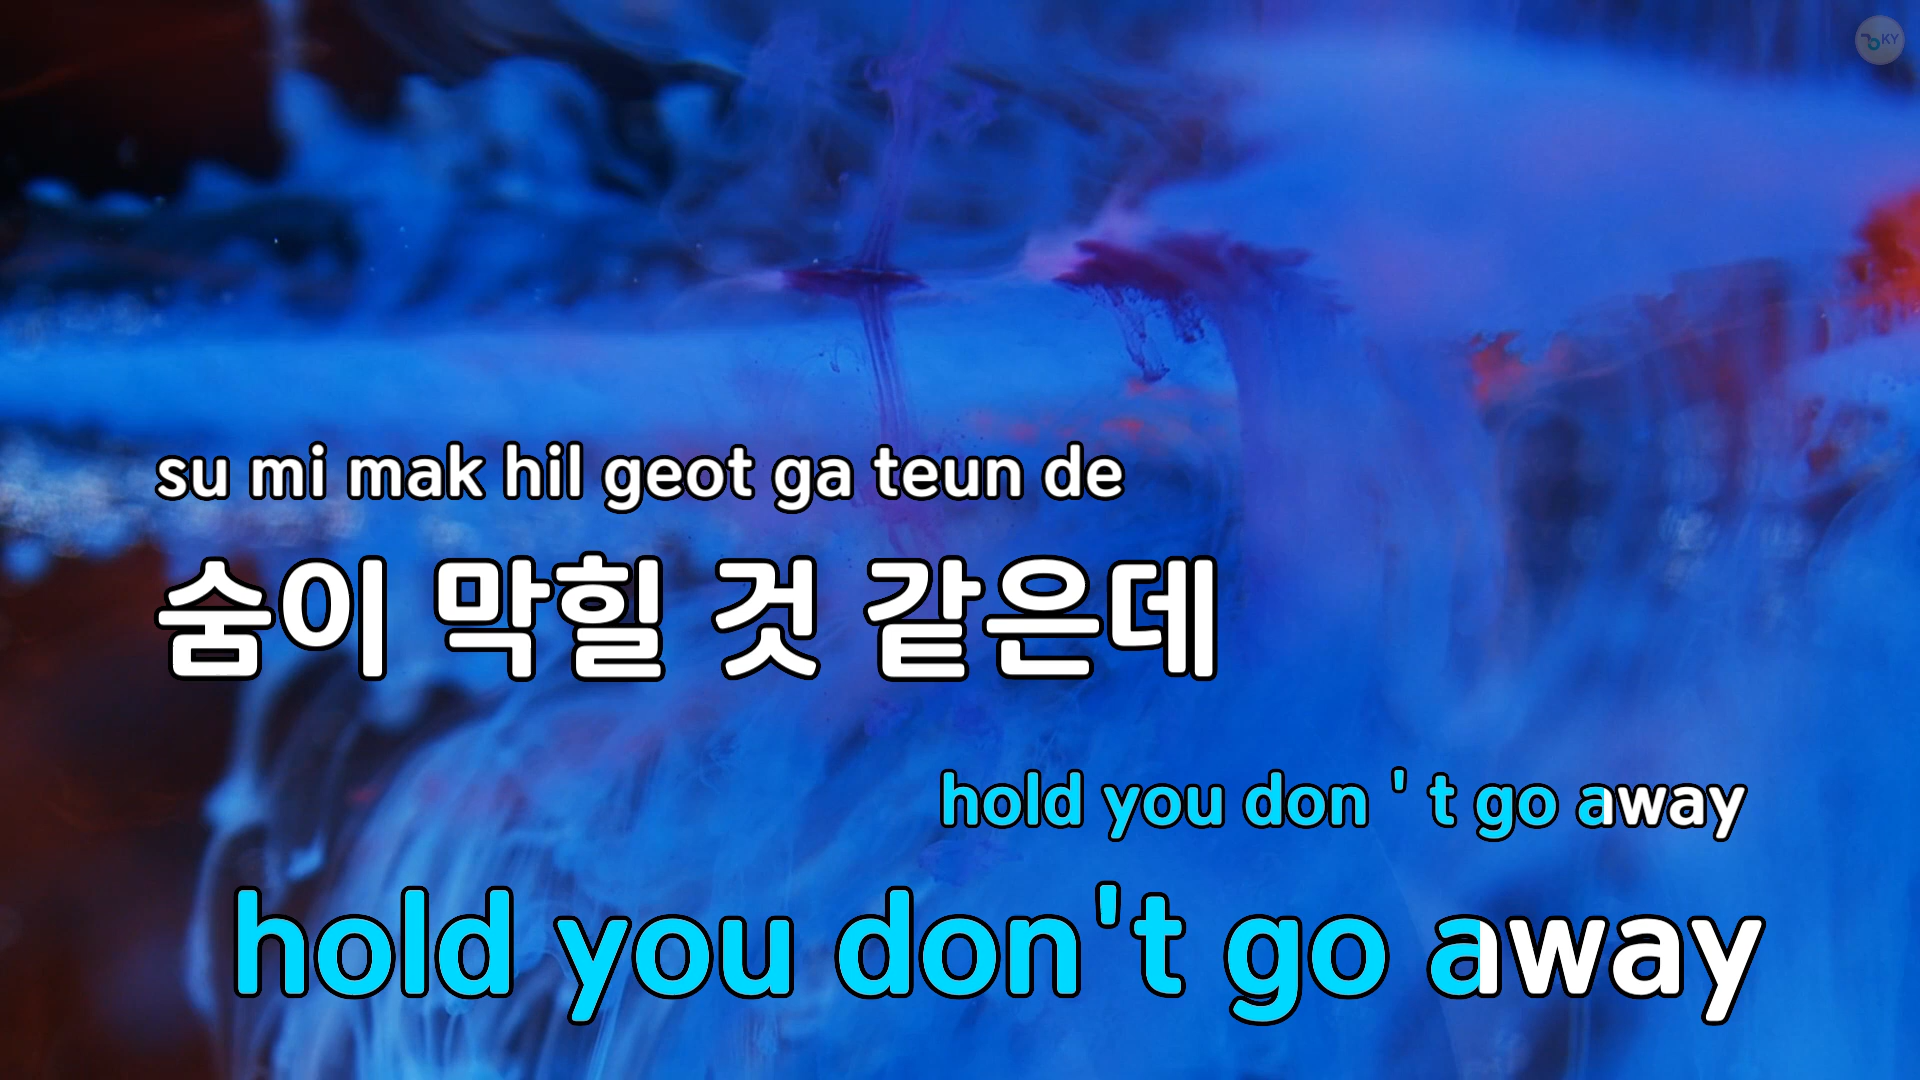 KY
su mi mak hil geot ga teun de
숨이 막힐 것 같은데
hold you don ' t go away
hold you don't go away